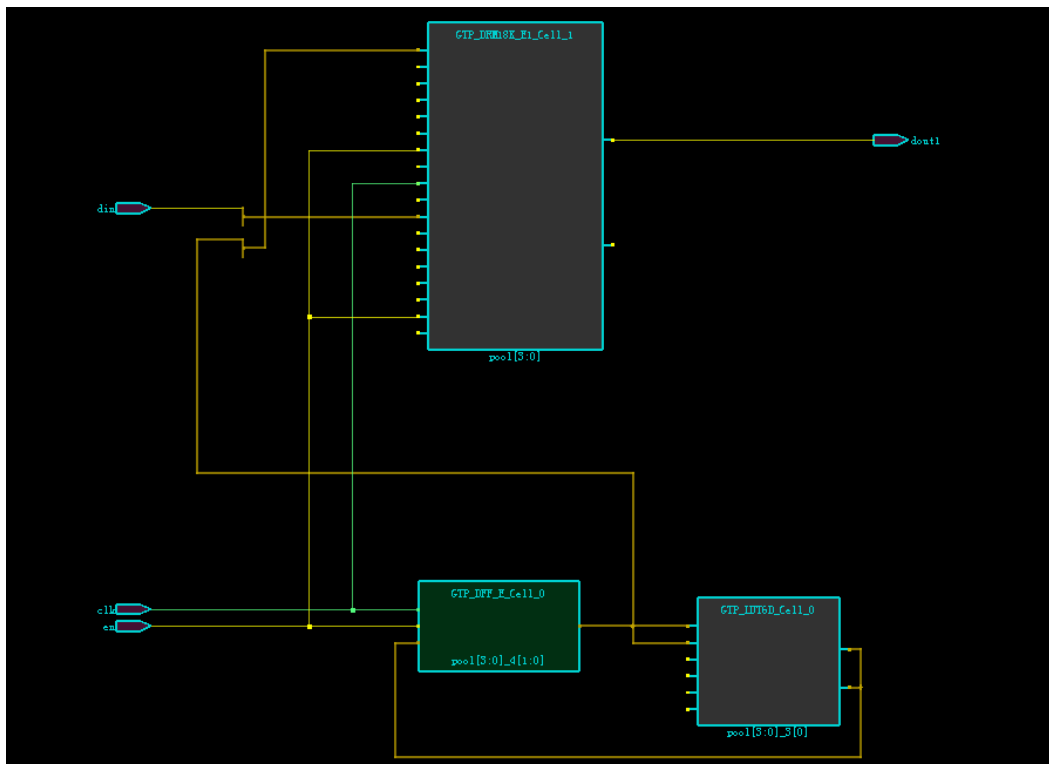 GTP_DRM18K_E1_Cell_1
dout1
din
pool[3:0]
clk
en
GTP_DFF_E_Cell_0
pool[3:0]_4[1:0]
GTP_LUT6D_Cell_0
pool[3:0]_3[0]